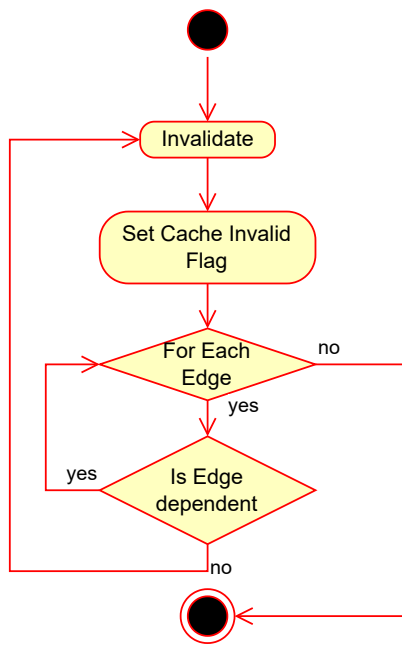 Invalidate
Set Cache Invalid
Flag
For Each
Edge
no
yes
Is Edge
dependent
yes
no